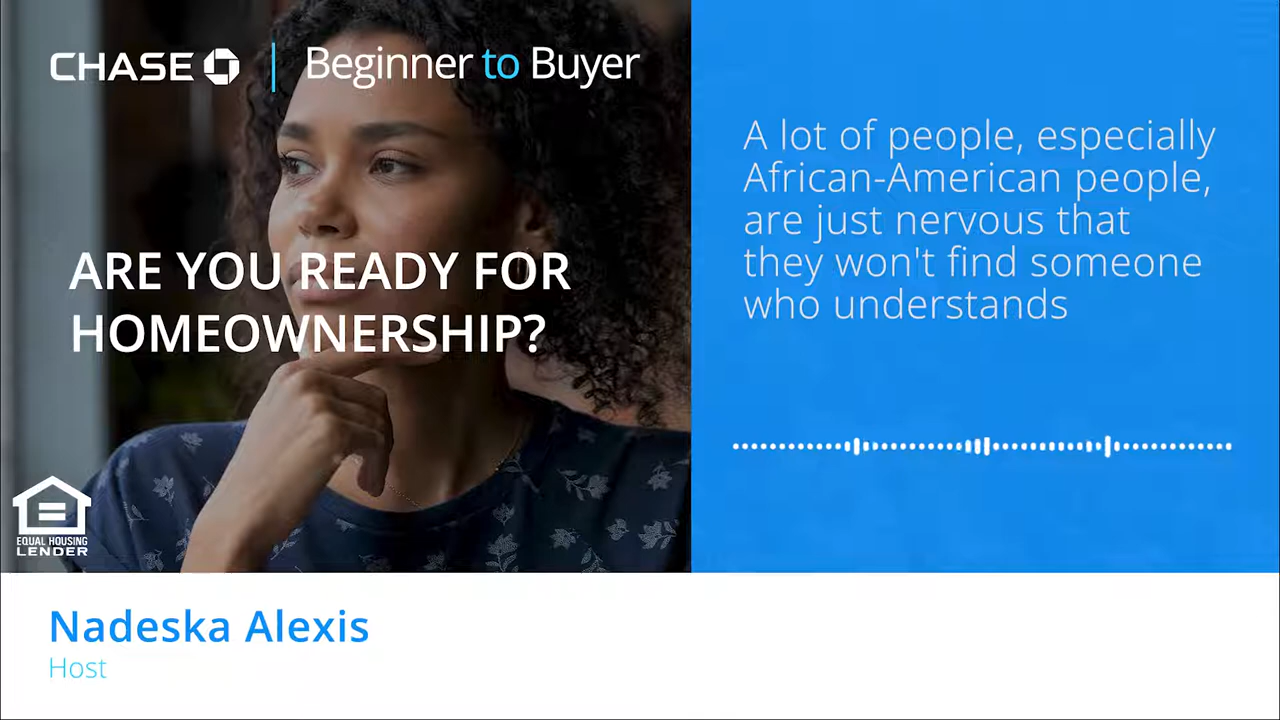 CHASE
Beginner to Buyer
ARE YOU READY FOR
HOMEOWNERSHIP?
EQUAL HOUSING
LENDER
A lot of people, especially
African-American people,
are just nervous that
they won't find someone
who understands
Nadeska Alexis
Host